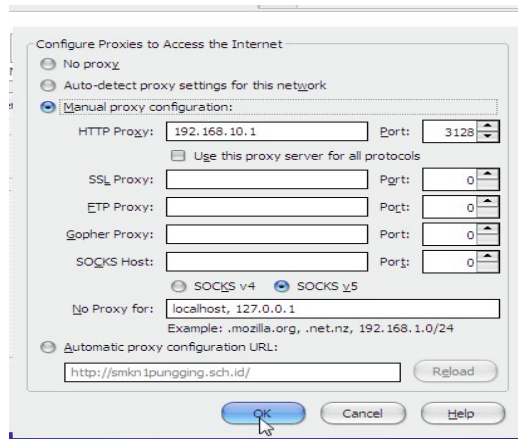 Configure Proxies to Access the Internet
No proxy
Auto-detect proxy settings for this network
Manual proxy configuration:
HTTP Proxy: 192.168.10.1 Port: 3128
Use this proxy server for all protocols
SSL Proxy: Port: 0
FTP Proxy: Port: 0
Gopher Proxy: Port: 0
SOCKS Host: Port: 0
SOCKS v4 SOCKS v5
No Proxy for: localhost, 127.0.0.1
Example: .mozilla.org, .net.nz, 192.168.1.0/24
Automatic proxy configuration URL:
http://smkn1pungging.sch.id/ Reload
OK Cancel Help